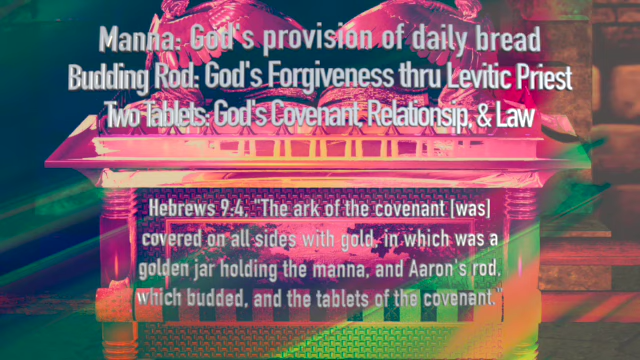 Manna: God's provision of daily bread
Budding Rod: God's Forgiveness thru Levitic Priest
Two Tablets: God's Covenant, Relationsip, & Law
Hebrews 9:4, "The ark of the covenant [was]
covered on all sides with gold, in which was a
golden jar holding the manna, and Aaron's rod,
which budded, and the tablets of the covenant."